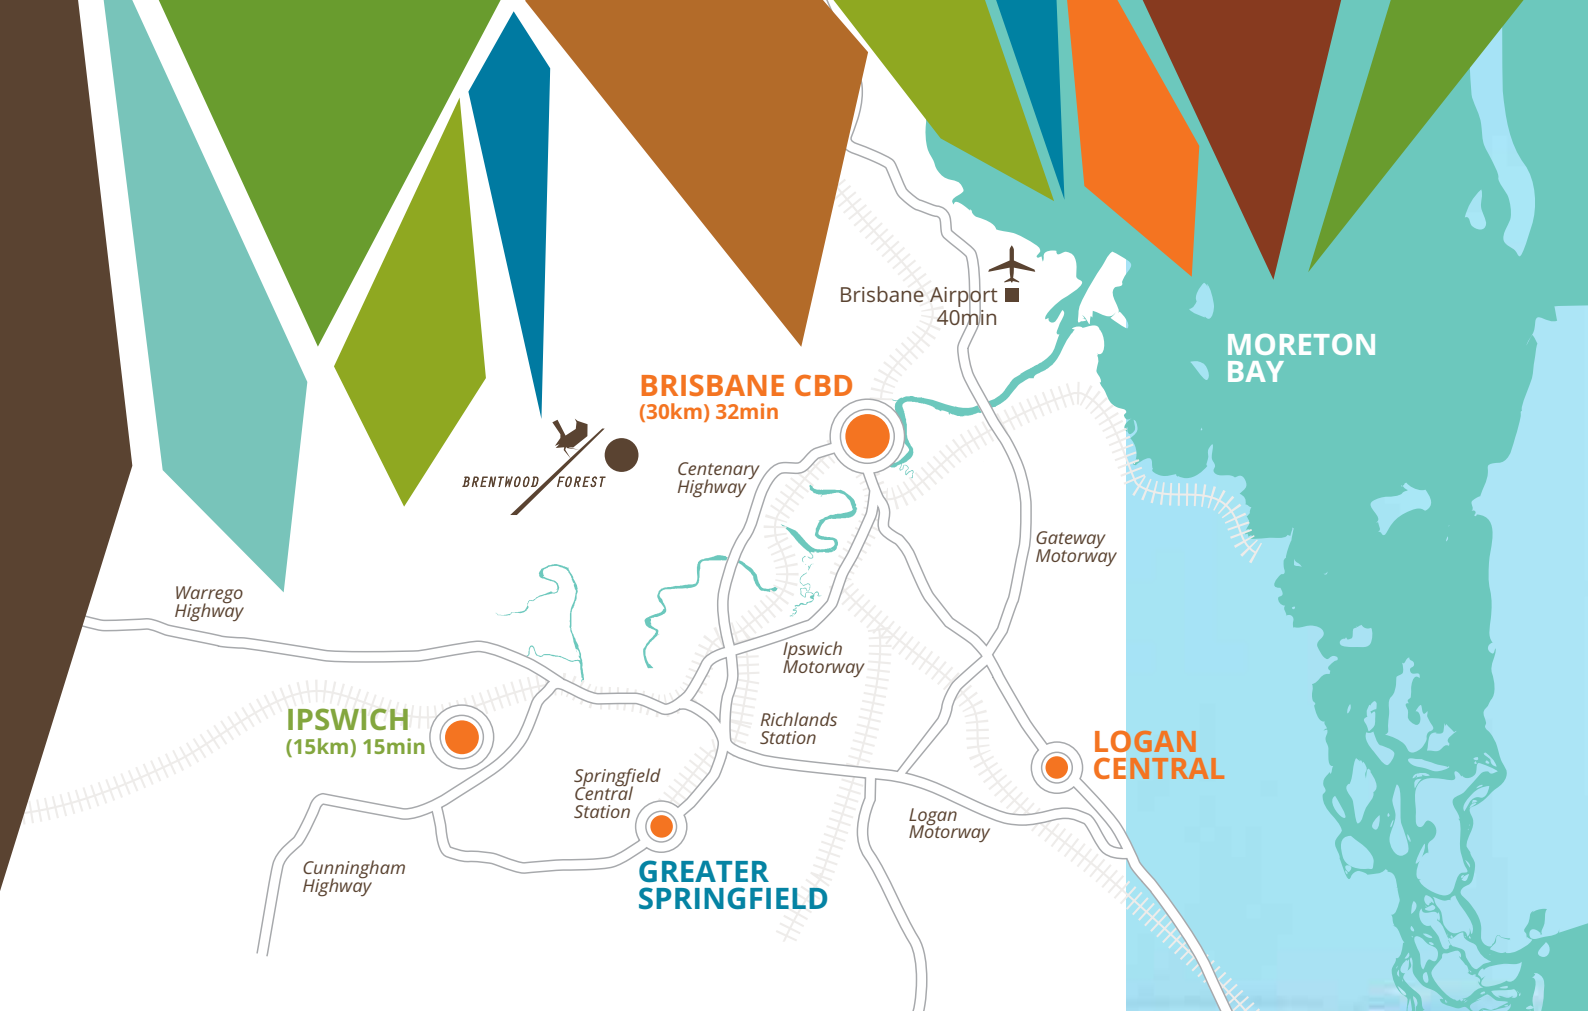 Brisbane Airport
40min
MORETON
BAY
BRISBANE CBD
(30km) 32min
Centenary
Highway
BRENTWOOD FOREST
Gateway
Motorway
Warrego
Highway
Ipswich
Motorway
IPSWICH
(15km) 15min
Richlands
Station
LOGAN
CENTRAL
Springfield
Central
Station
Logan
Motorway
Cunningham
Highway
GREATER
SPRINGFIELD